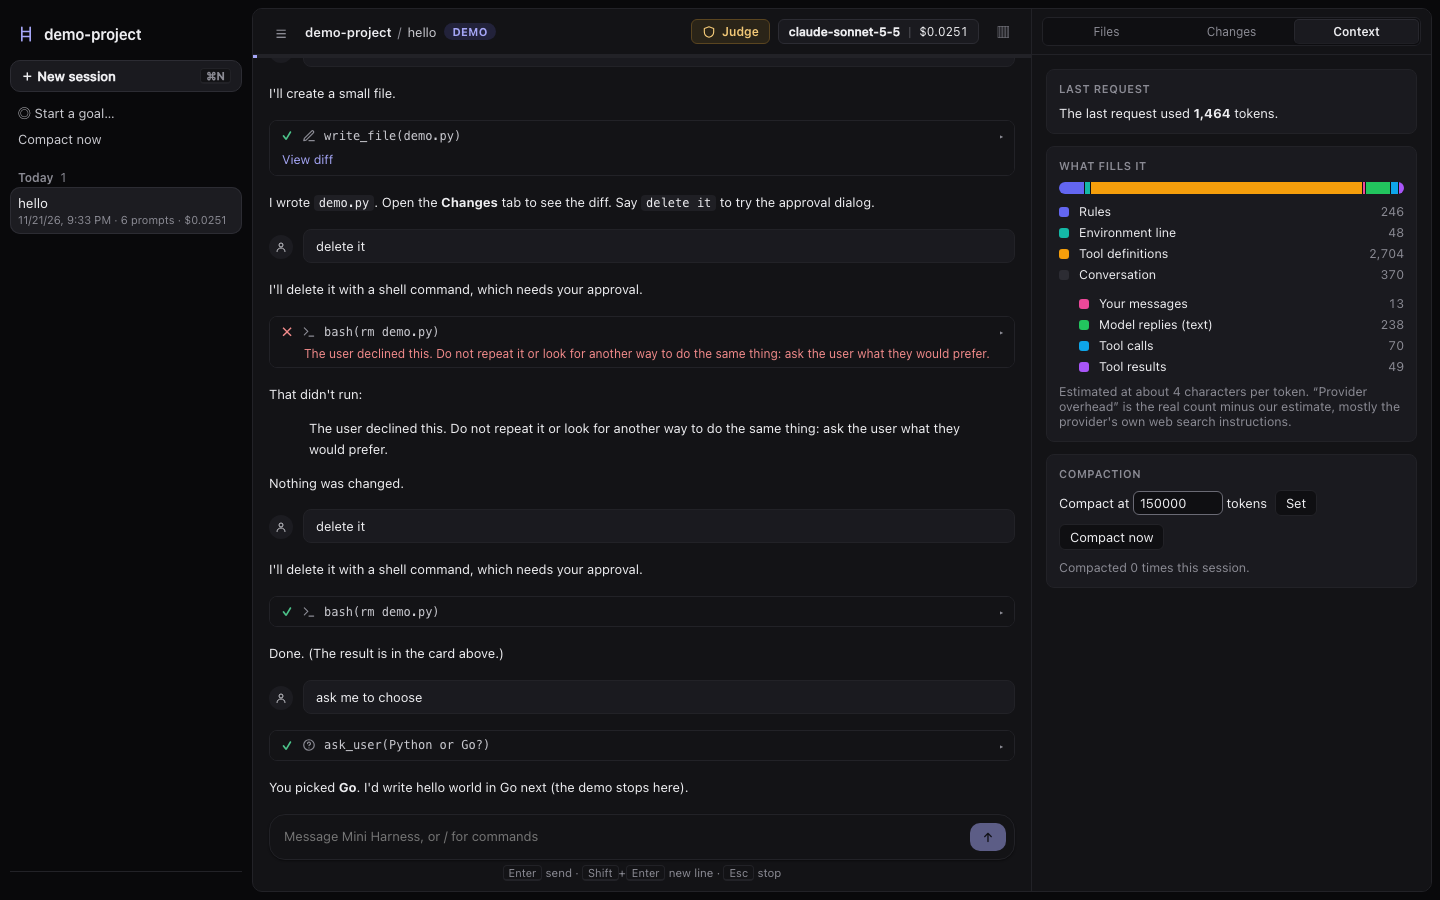 demo-project
+ New session ⌘N
Start a goal...
Compact now
Today 1
hello
11/21/26, 9:33 PM · 6 prompts · $0.0251
demo-project / hello DEMO
Judge
claude-sonnet-5-5 | $0.0251
I'll create a small file.
write_file(demo.py)
View diff
I wrote demo.py. Open the Changes tab to see the diff. Say delete it to try the approval dialog.
delete it
I'll delete it with a shell command, which needs your approval.
bash(rm demo.py)
The user declined this. Do not repeat it or look for another way to do the same thing: ask the user what they would prefer.
That didn't run:
The user declined this. Do not repeat it or look for another way to do the same thing: ask the user what they
would prefer.
Nothing was changed.
delete it
I'll delete it with a shell command, which needs your approval.
bash(rm demo.py)
Done. (The result is in the card above.)
ask me to choose
ask_user(Python or Go?)
You picked Go. I'd write hello world in Go next (the demo stops here).
Message Mini Harness, or / for commands
Enter send · Shift+Enter new line · Esc stop
Files Changes Context
LAST REQUEST
The last request used 1,464 tokens.
WHAT FILLS IT
Rules 246
Environment line 48
Tool definitions 2,704
Conversation 370
Your messages 13
Model replies (text) 238
Tool calls 70
Tool results 49
Estimated at about 4 characters per token. “Provider
overhead” is the real count minus our estimate, mostly the
provider's own web search instructions.
COMPACTION
Compact at 150000 tokens Set
Compact now
Compacted 0 times this session.